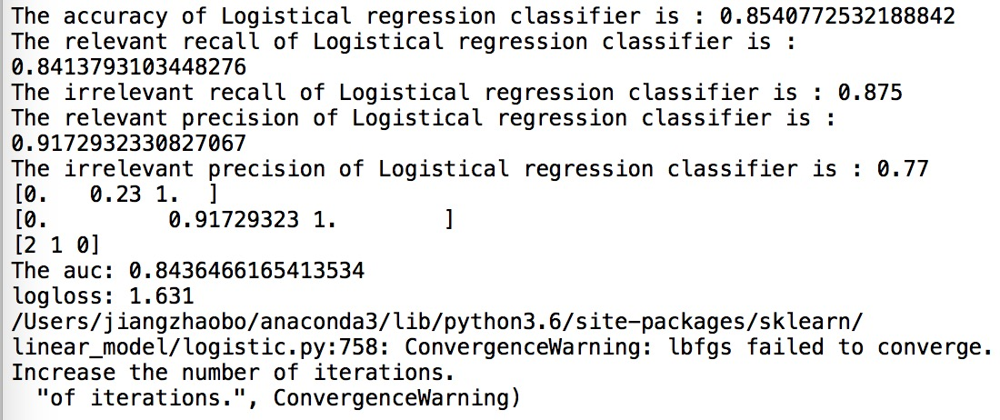 The accuracy of Logistical regression classifier is : 0.8540772532188842
The relevant recall of Logistical regression classifier is :
0.8413793103448276
The irrelevant recall of Logistical regression classifier is : 0.875
The relevant precision of Logistical regression classifier is :
0.9172932330827067
The irrelevant precision of Logistical regression classifier is : 0.77
[0.   0.23 1.  ]
[0.         0.91729323 1.        ]
[2 1 0]
The auc: 0.8436466165413534
logloss: 1.631
/Users/jiangzhaobo/anaconda3/lib/python3.6/site-packages/sklearn/
linear_model/logistic.py:758: ConvergenceWarning: lbfgs failed to converge.
Increase the number of iterations.
  "of iterations.", ConvergenceWarning)